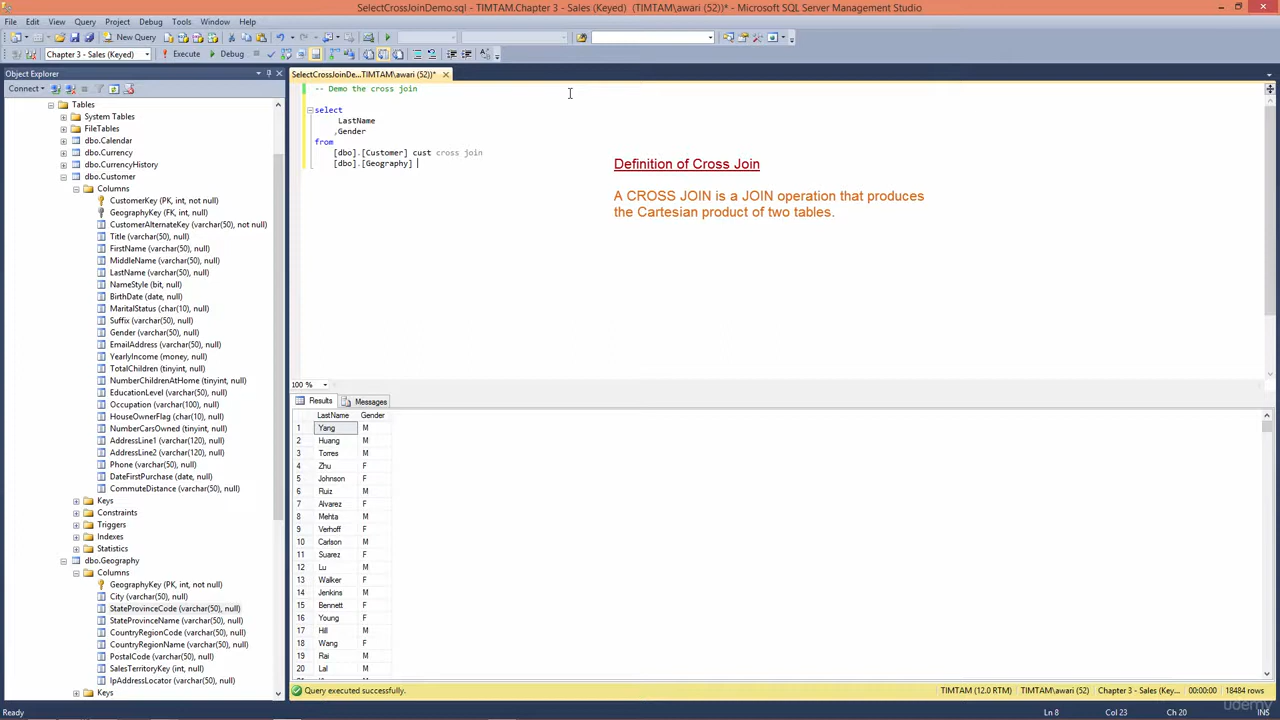 SelectCrossJoinDemo.sql - TIMTAM.Chapter 3 - Sales (Keyed) (TIMTAM\awari (52))* - Microsoft SQL Server Management Studio
File Edit View Query Project Debug Tools Window Help
New Query
Chapter 3 - Sales (Keyed) Execute Debug
Object Explorer
Connect
Tables
System Tables
FileTables
dbo.Calendar
dbo.Currency
dbo.CurrencyHistory
dbo.Customer
Columns
CustomerKey (PK, int, not null)
GeographyKey (FK, int, null)
CustomerAlternateKey (varchar(50), not null)
Title (varchar(50), null)
FirstName (varchar(50), null)
MiddleName (varchar(50), null)
LastName (varchar(50), null)
NameStyle (bit, null)
BirthDate (date, null)
MaritalStatus (char(10), null)
Suffix (varchar(50), null)
Gender (varchar(50), null)
EmailAddress (varchar(50), null)
YearlyIncome (money, null)
TotalChildren (tinyint, null)
NumberChildrenAtHome (tinyint, null)
EducationLevel (varchar(50), null)
Occupation (varchar(100), null)
HouseOwnerFlag (char(10), null)
NumberCarsOwned (tinyint, null)
AddressLine1 (varchar(120), null)
AddressLine2 (varchar(120), null)
Phone (varchar(50), null)
DateFirstPurchase (date, null)
CommuteDistance (varchar(50), null)
Keys
Constraints
Triggers
Indexes
Statistics
dbo.Geography
Columns
GeographyKey (PK, int, not null)
City (varchar(50), null)
StateProvinceCode (varchar(50), null)
StateProvinceName (varchar(50), null)
CountryRegionCode (varchar(50), null)
CountryRegionName (varchar(50), null)
PostalCode (varchar(50), null)
SalesTerritoryKey (int, null)
IpAddressLocator (varchar(50), null)
Keys
SelectCrossJoinDe...TIMTAM\awari (52))*
-- Demo the cross join
select
LastName
,Gender
from
[dbo].[Customer] cust cross join
[dbo].[Geography]
Definition of Cross Join
A CROSS JOIN is a JOIN operation that produces
the Cartesian product of two tables.
100 %
Results Messages
LastName Gender
1 Yang M
2 Huang M
3 Torres M
4 Zhu F
5 Johnson F
6 Ruiz M
7 Alvarez F
8 Mehta M
9 Verhoff F
10 Carlson M
11 Suarez F
12 Lu M
13 Walker F
14 Jenkins M
15 Bennett F
16 Young F
17 Hill M
18 Wang F
19 Rai M
20 Lal M
Query executed successfully. TIMTAM (12.0 RTM) TIMTAM\awari (52) Chapter 3 - Sales (Key... 00:00:00 18484 rows
udemy
Ready Ln 8 Col 23 Ch 20 INS